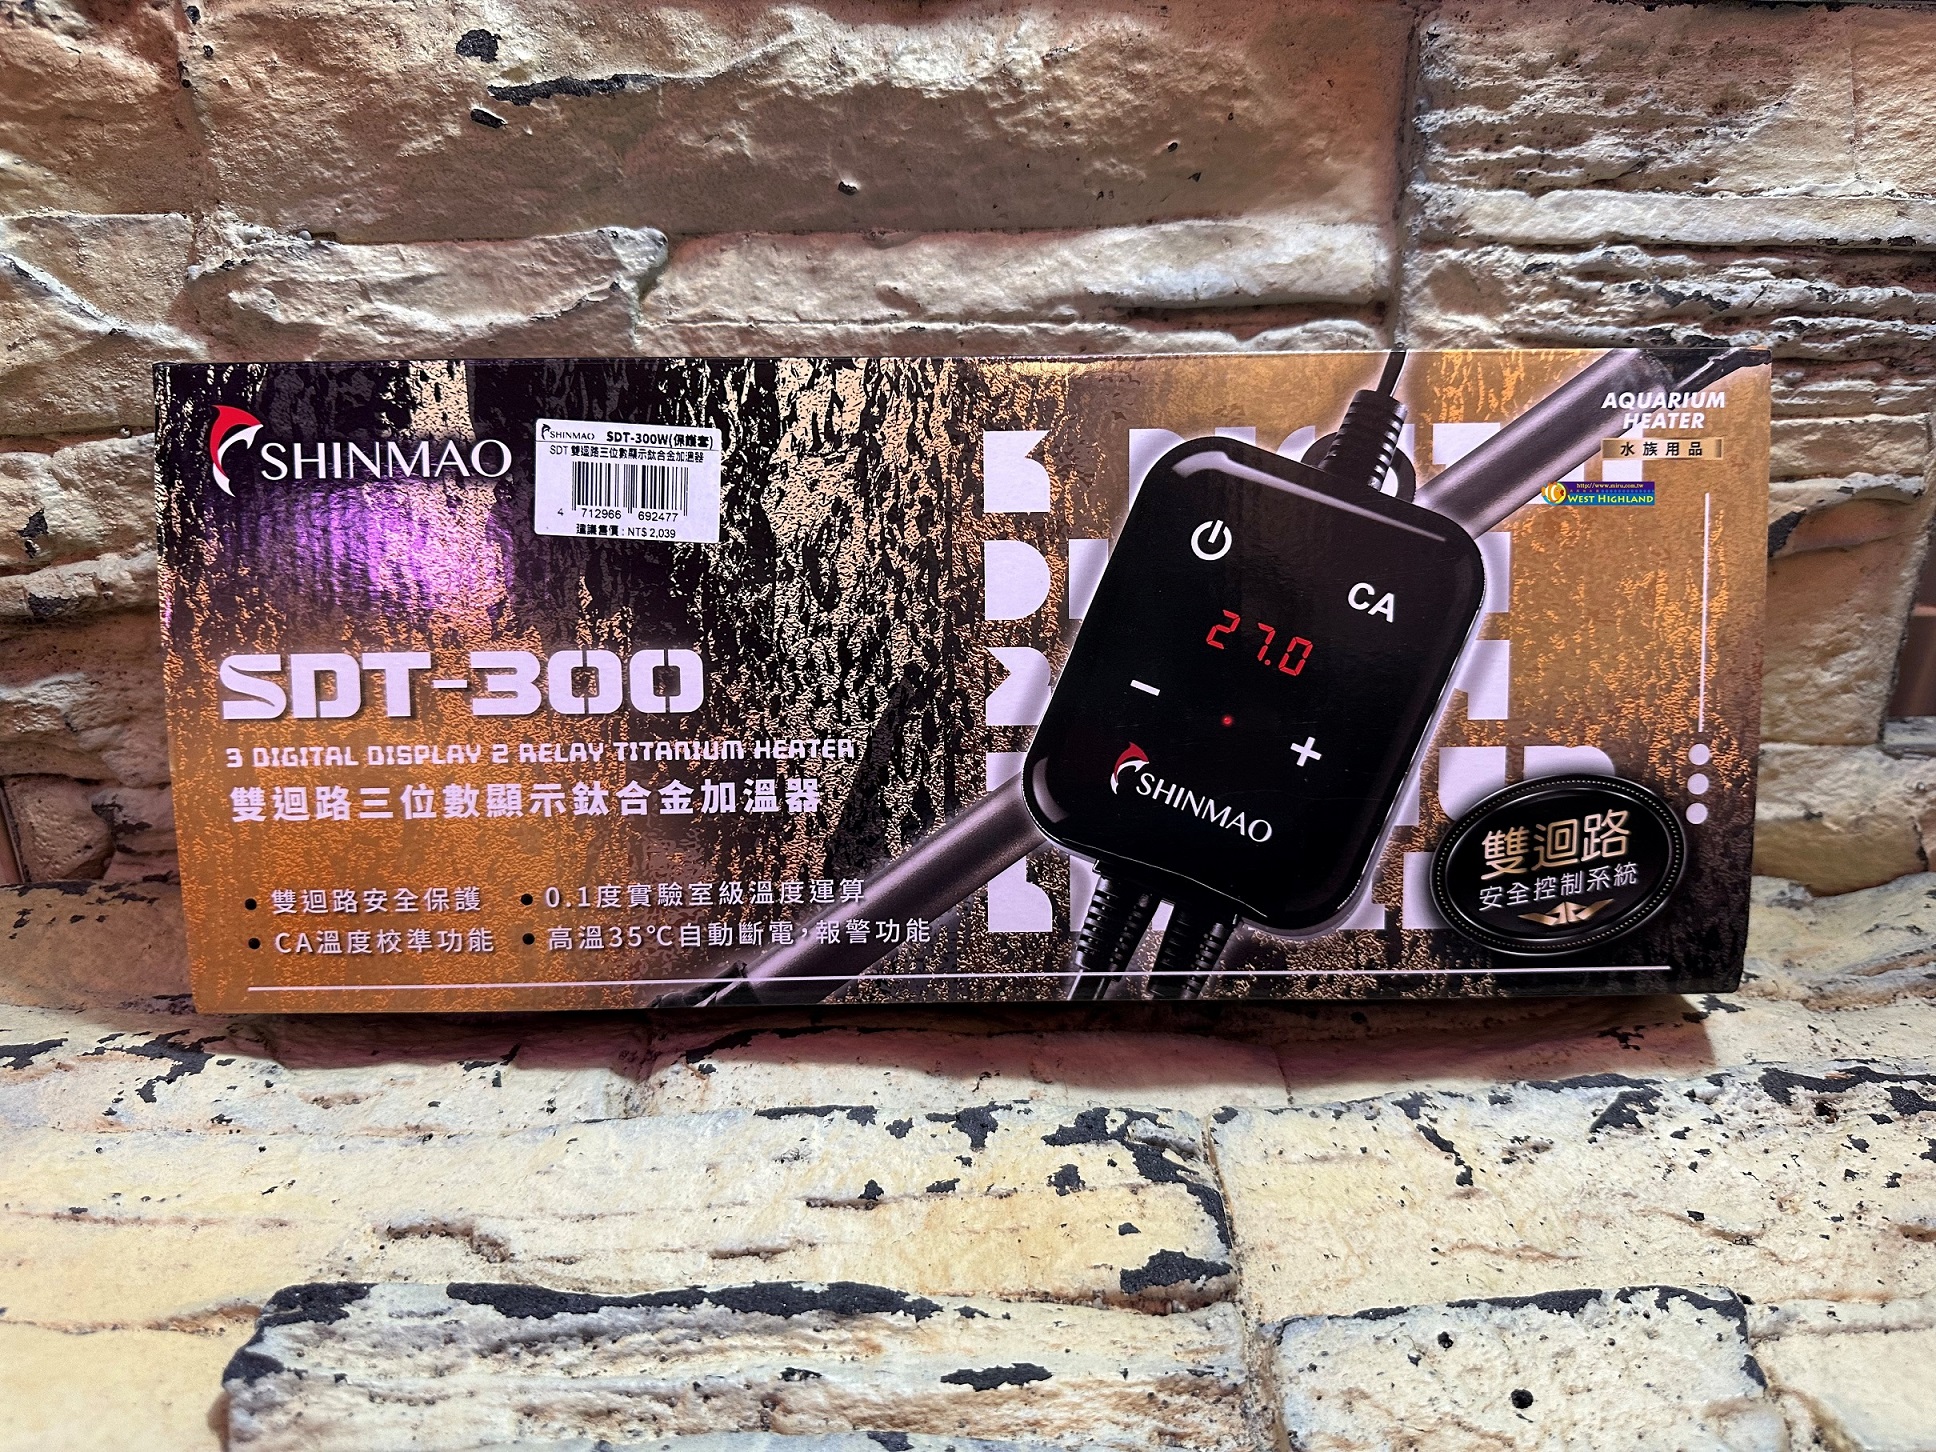 SHINMAO
SHINMAO SDT-300W(保護套)
SDT 雙迴路三位數顯示鈦合金加溫器
4 712966 692477
建議售價：NT$ 2,039
SDT-300
3 DIGITAL DISPLAY 2 RELAY TITANIUM HEATER
雙迴路三位數顯示鈦合金加溫器
• 雙迴路安全保護
• 0.1度實驗室級溫度運算
• CA溫度校準功能
• 高溫35℃自動斷電，報警功能
CA
27.0
−
+
SHINMAO
AQUARIUM
HEATER
水族用品
http://www.miru.com.tw
WEST HIGHLAND
雙迴路
安全控制系統